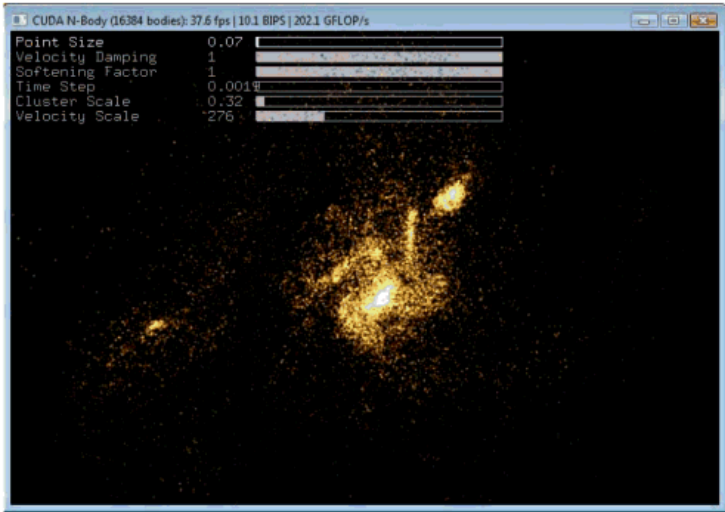 CUDA N-Body (16384 bodies): 37.6 fps | 10.1 BIPS | 202.1 GFLOP/s
Point Size 0.07
Velocity Damping 1
Softening Factor 1
Time Step 0.0019
Cluster Scale 0.32
Velocity Scale 276